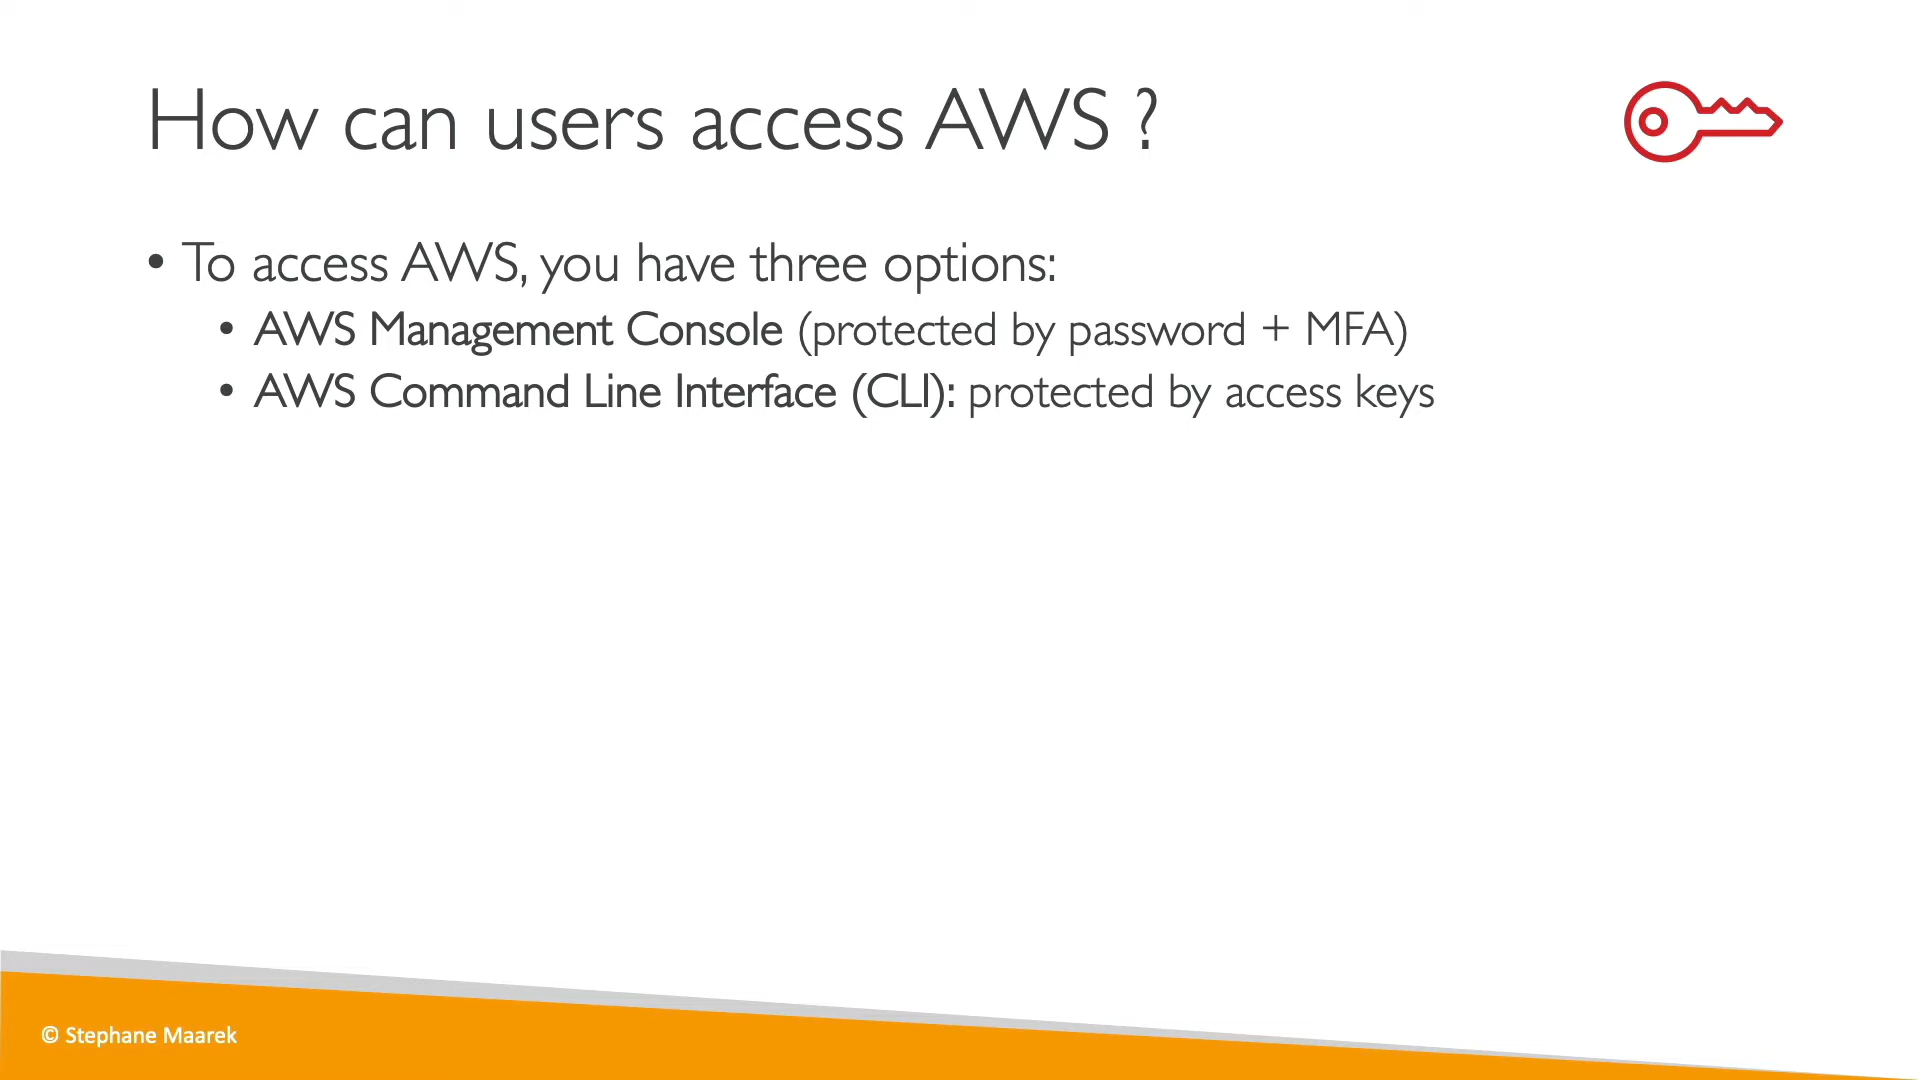 How can users access AWS ?
• To access AWS, you have three options:
• AWS Management Console (protected by password + MFA)
• AWS Command Line Interface (CLI): protected by access keys
© Stephane Maarek